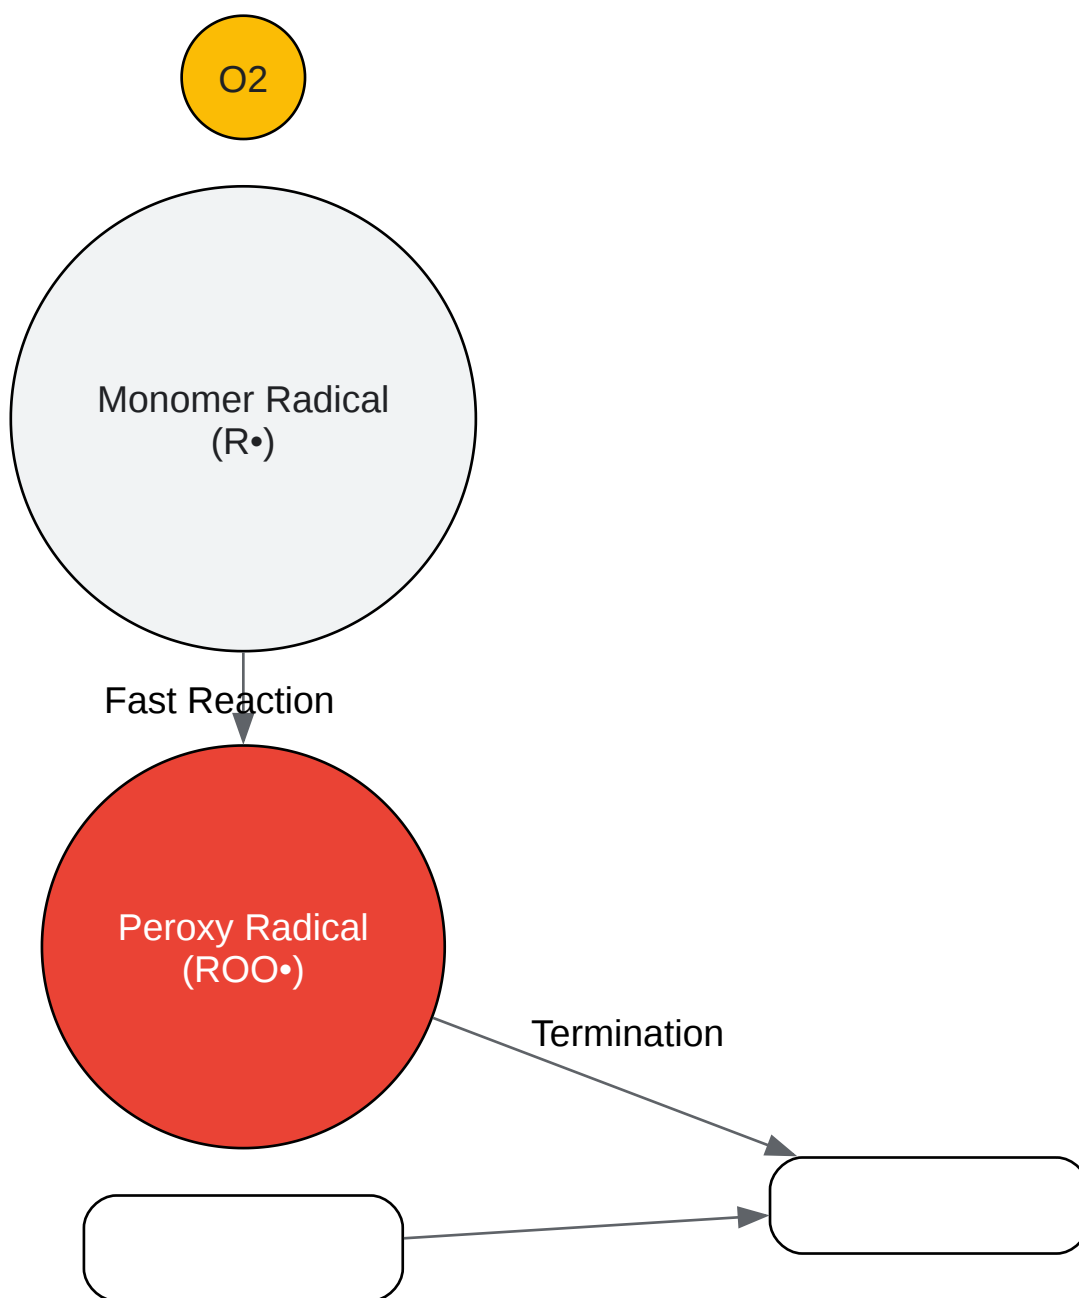 O2
Monomer Radical
(R•)
Fast Reaction
Peroxy Radical
(ROO•)
Termination